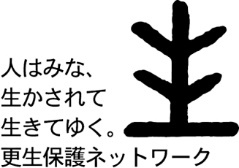 人はみな、
生かされて
生きてゆく。
更生保護ネットワーク